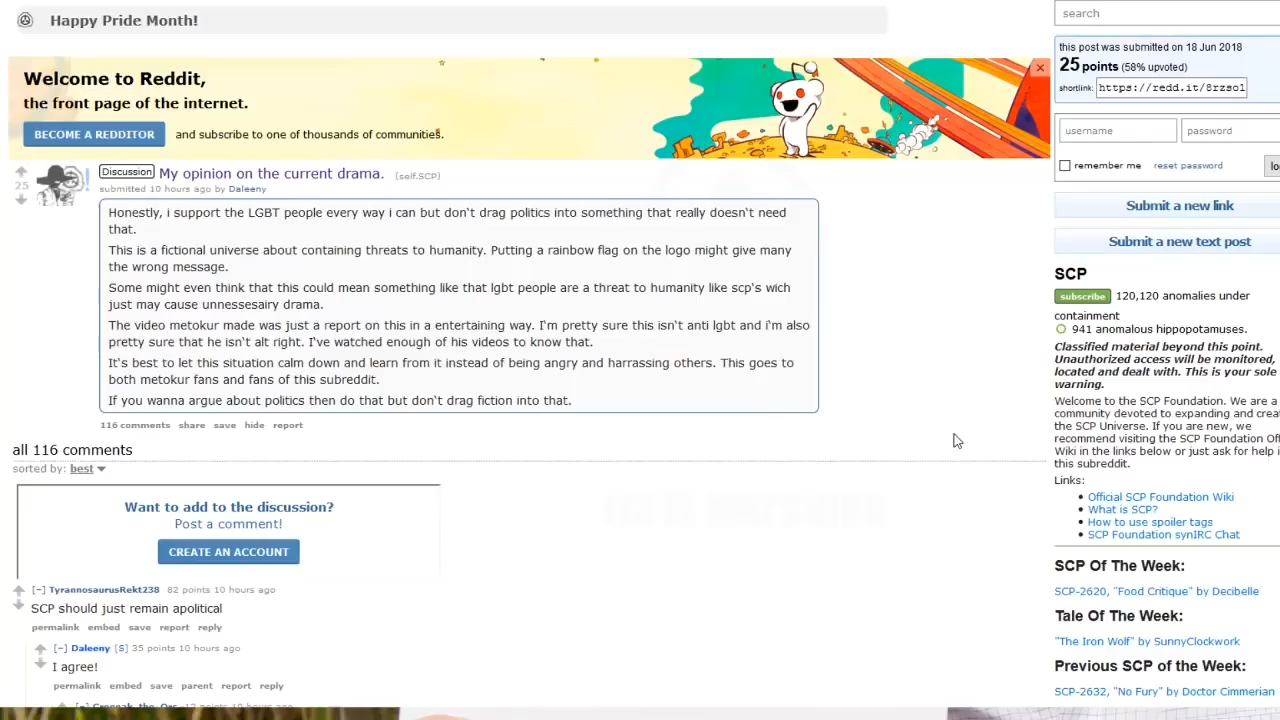 Happy Pride Month!
Welcome to Reddit,
the front page of the internet.
BECOME A REDDITOR and subscribe to one of thousands of communities.
25
Discussion My opinion on the current drama. (self.SCP)
submitted 10 hours ago by Daleeny
Honestly, i support the LGBT people every way i can but don't drag politics into something that really doesn't need
that.
This is a fictional universe about containing threats to humanity. Putting a rainbow flag on the logo might give many
the wrong message.
Some might even think that this could mean something like that lgbt people are a threat to humanity like scp's wich
just may cause unnessesairy drama.
The video metokur made was just a report on this in a entertaining way. I'm pretty sure this isn't anti lgbt and i'm also
pretty sure that he isn't alt right. I've watched enough of his videos to know that.
It's best to let this situation calm down and learn from it instead of being angry and harrassing others. This goes to
both metokur fans and fans of this subreddit.
If you wanna argue about politics then do that but don't drag fiction into that.
116 comments share save hide report
all 116 comments
sorted by: best
Want to add to the discussion?
Post a comment!
CREATE AN ACCOUNT
[–] TyrannosaurusRekt238 82 points 10 hours ago
SCP should just remain apolitical
permalink embed save report reply
[–] Daleeny [S] 35 points 10 hours ago
I agree!
permalink embed save parent report reply
search
this post was submitted on 18 Jun 2018
25 points (58% upvoted)
shortlink: https://redd.it/8rzsol
username password
remember me reset password lo
Submit a new link
Submit a new text post
SCP
subscribe 120,120 anomalies under
containment
941 anomalous hippopotamuses.
Classified material beyond this point.
Unauthorized access will be monitored,
located and dealt with. This is your sole
warning.
Welcome to the SCP Foundation. We are a
community devoted to expanding and crea
the SCP Universe. If you are new, we
recommend visiting the SCP Foundation Of
Wiki in the links below or just ask for help i
this subreddit.
Links:
Official SCP Foundation Wiki
What is SCP?
How to use spoiler tags
SCP Foundation synIRC Chat
SCP Of The Week:
SCP-2620, "Food Critique" by Decibelle
Tale Of The Week:
"The Iron Wolf" by SunnyClockwork
Previous SCP of the Week:
SCP-2632, "No Fury" by Doctor Cimmerian